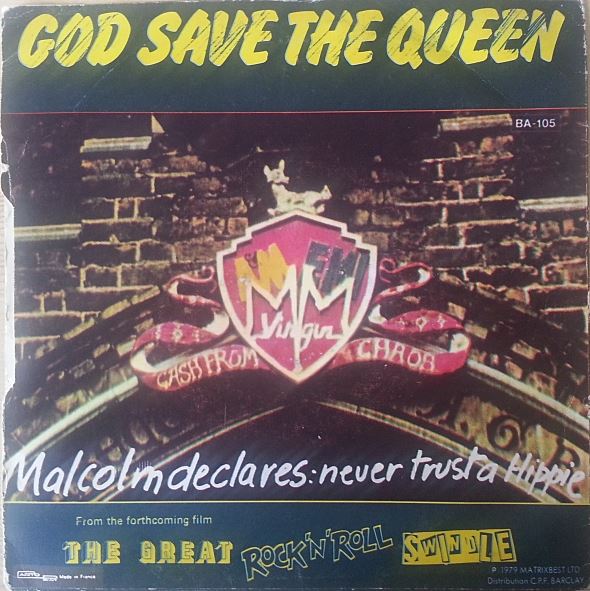 GOD SAVE THE QUEEN
BA-105
A&M EMI
MM
Virgin
CASH FROM CHAOS
Malcolm declares: never trust a Hippie
From the forthcoming film
THE GREAT ROCK'N'ROLL SWINDLE
Made in France
P. 1979 MATRIXBEST LTD
Distribution C.P.F. BARCLAY